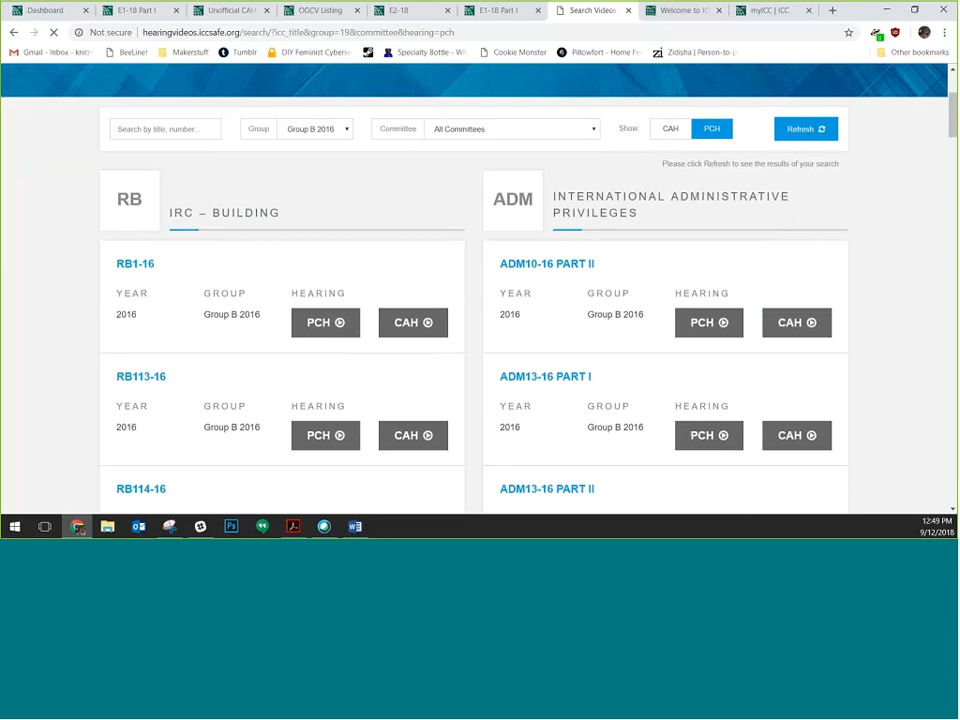 Dashboard E1-18 Part I Unofficial CAH OGCV Listing E2-18 E1-18 Part I Search Videos Welcome to IC myICC | ICC
Not secure hearingvideos.iccsafe.org/search/?icc_title&group=19&committee&hearing=pch
Gmail - Inbox - knitr BeeLine! Makerstuff Tumblr DIY Feminist Cyberse Specialty Bottle - Wh Cookie Monster Pillowfort - Home Fo Zidisha | Person-to-p Other bookmarks
Search by title, number... Group Group B 2016 Committee All Committees Show: CAH PCH Refresh
Please click Refresh to see the results of your search
RB
IRC – BUILDING
RB1-16
YEAR GROUP HEARING
2016 Group B 2016 PCH CAH
RB113-16
YEAR GROUP HEARING
2016 Group B 2016 PCH CAH
RB114-16
ADM
INTERNATIONAL ADMINISTRATIVE
PRIVILEGES
ADM10-16 PART II
YEAR GROUP HEARING
2016 Group B 2016 PCH CAH
ADM13-16 PART I
YEAR GROUP HEARING
2016 Group B 2016 PCH CAH
ADM13-16 PART II
12:49 PM
9/12/2018